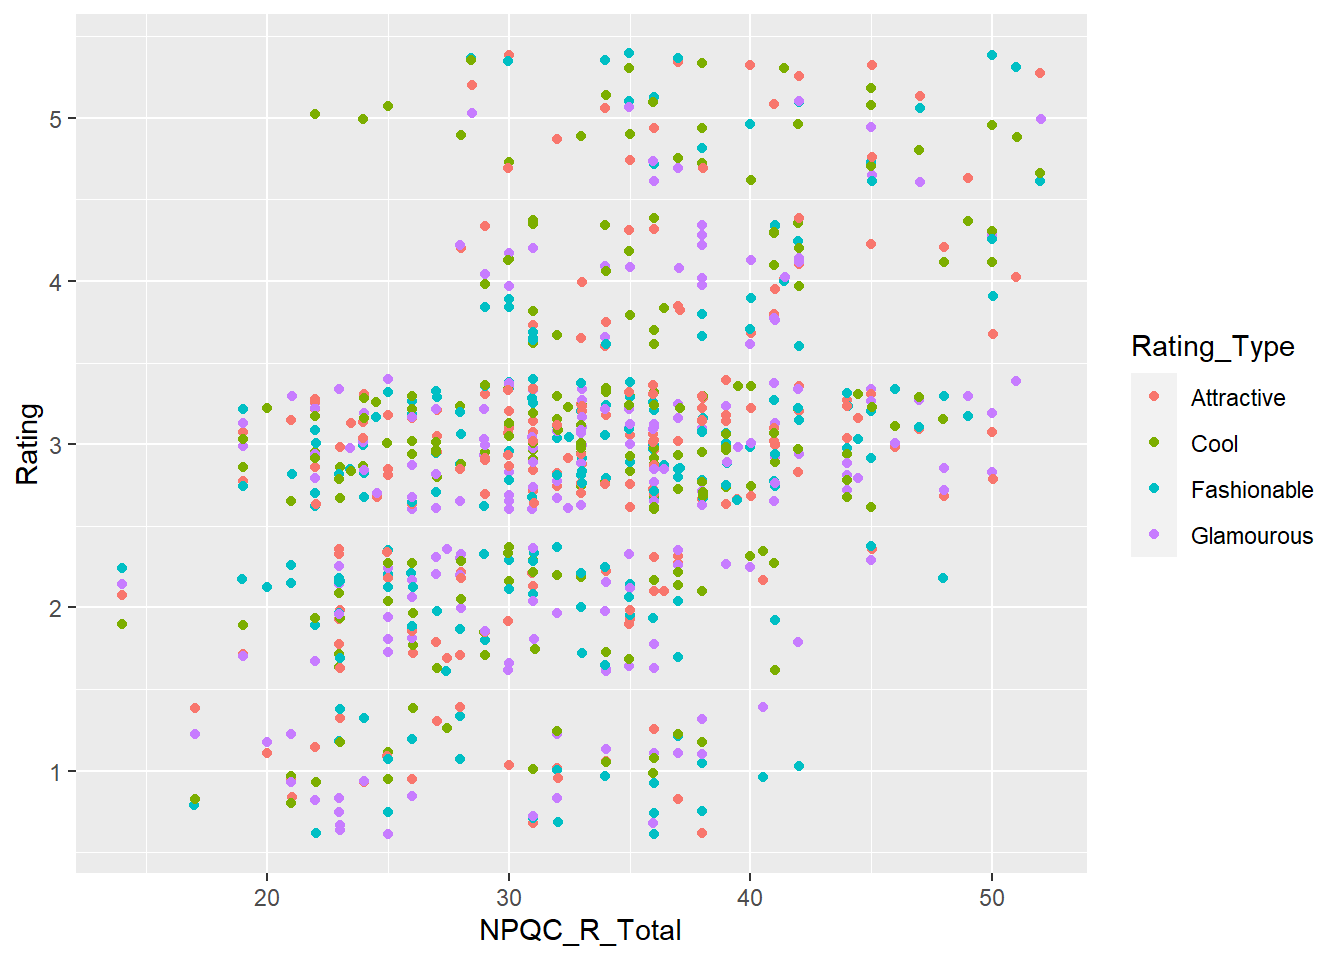 5
4
3
2
1
Rating
20 30 40 50
NPQC_R_Total
Rating_Type
Attractive
Cool
Fashionable
Glamourous